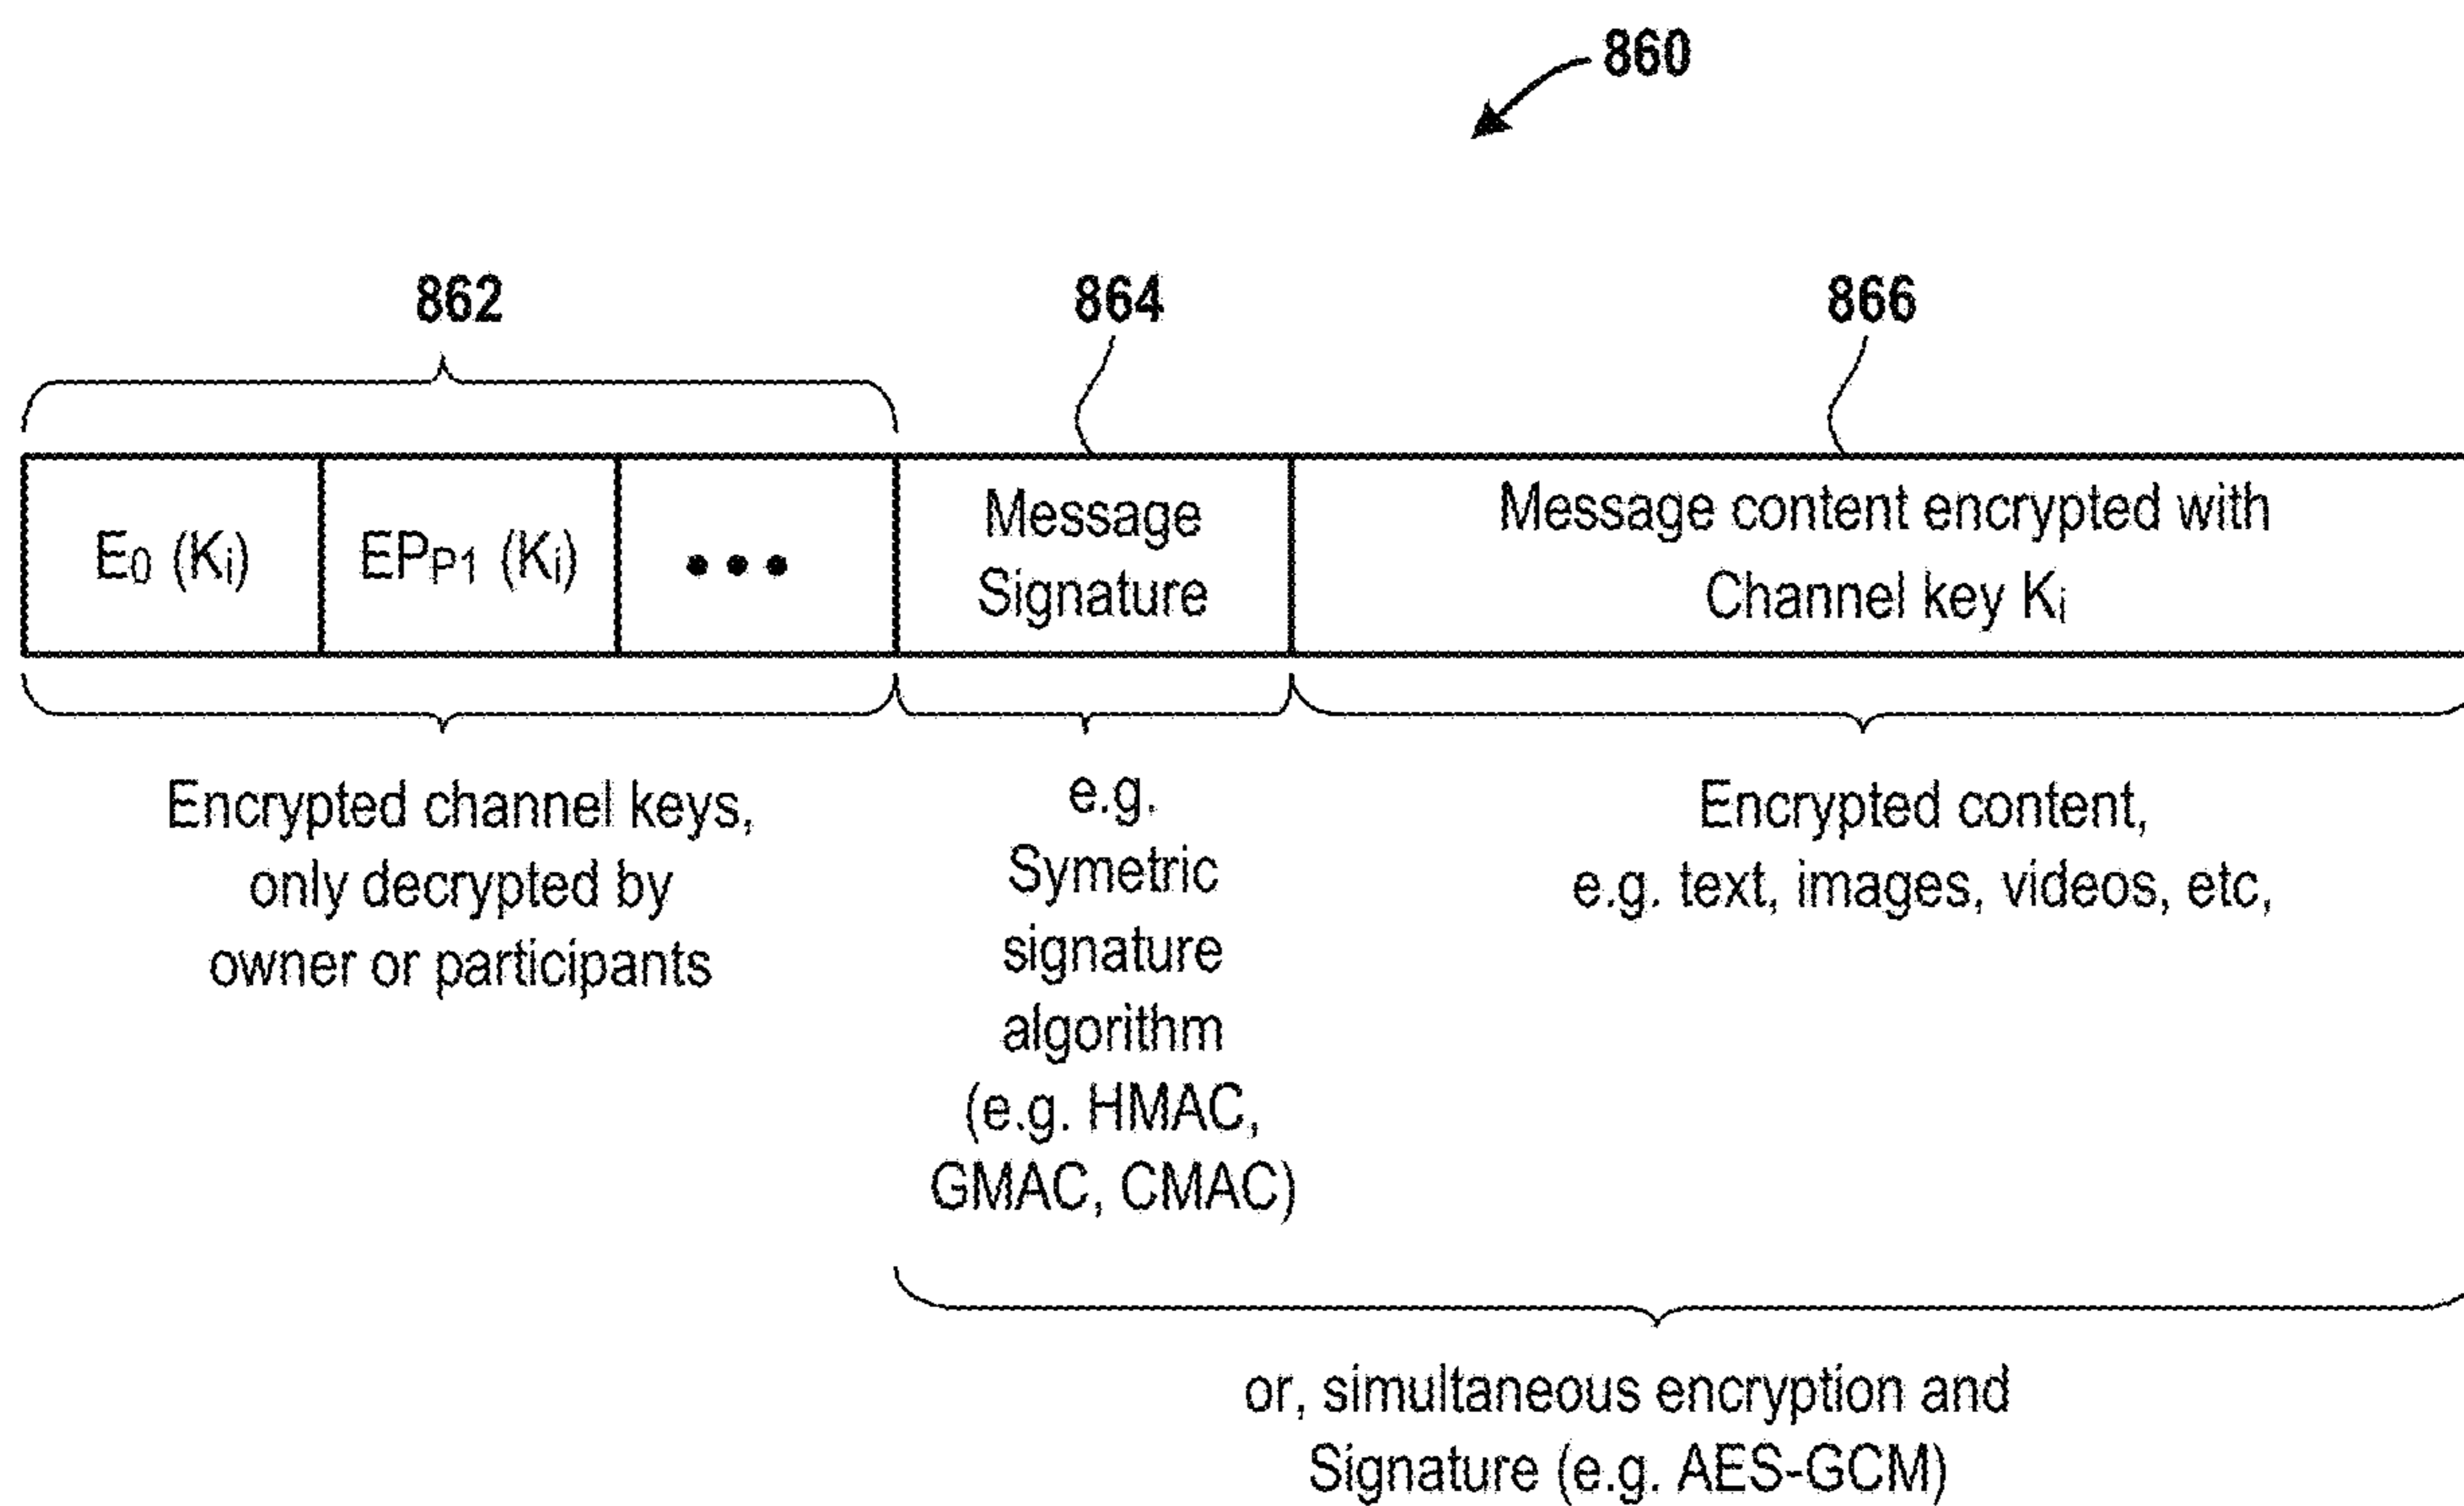 860
862
864
866
E₀ (Kᵢ)
EP_P1 (Kᵢ)
•••
Message
Signature
Message content encrypted with
Channel key Kᵢ
Encrypted channel keys,
only decrypted by
owner or participants
e.g.
Symetric
signature
algorithm
(e.g. HMAC,
GMAC, CMAC)
Encrypted content,
e.g. text, images, videos, etc,
or, simultaneous encryption and
Signature (e.g. AES-GCM)